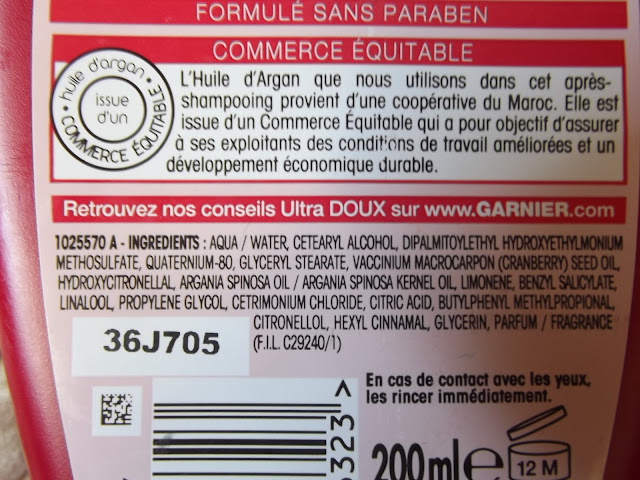 FORMULÉ SANS PARABEN
COMMERCE ÉQUITABLE
huile d'argan
issue
d'un
COMMERCE ÉQUITABLE
L'Huile d'Argan que nous utilisons dans cet après-
shampooing provient d'une coopérative du Maroc. Elle est
issue d'un Commerce Équitable qui a pour objectif d'assurer
à ses exploitants des conditions de travail améliorées et un
développement économique durable.
Retrouvez nos conseils Ultra DOUX sur www.GARNIER.com
1025570 A - INGREDIENTS : AQUA / WATER, CETEARYL ALCOHOL, DIPALMITOYLETHYL HYDROXYETHYLMONIUM
METHOSULFATE, QUATERNIUM-80, GLYCERYL STEARATE, VACCINIUM MACROCARPON (CRANBERRY) SEED OIL,
HYDROXYCITRONELLAL, ARGANIA SPINOSA OIL / ARGANIA SPINOSA KERNEL OIL, LIMONENE, BENZYL SALICYLATE,
LINALOOL, PROPYLENE GLYCOL, CETRIMONIUM CHLORIDE, CITRIC ACID, BUTYLPHENYL METHYLPROPIONAL,
CITRONELLOL, HEXYL CINNAMAL, GLYCERIN, PARFUM / FRAGRANCE
(F.I.L. C29240/1)
36J705
En cas de contact avec les yeux,
les rincer immédiatement.
3323 >
200ml e
12 M